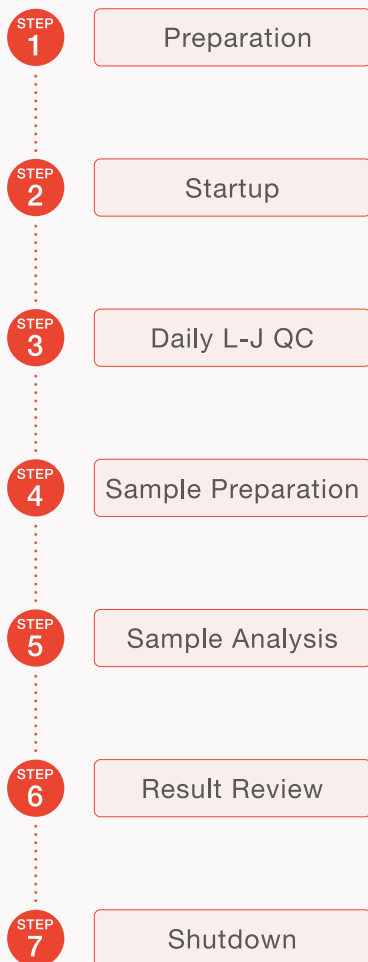 STEP
1
Preparation
STEP
2
Startup
STEP
3
Daily L-J QC
STEP
4
Sample Preparation
STEP
5
Sample Analysis
STEP
6
Result Review
STEP
7
Shutdown